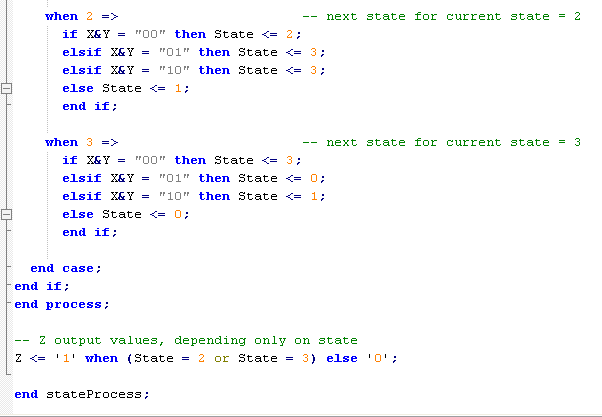 when 2 => -- next state for current state = 2
if X&Y = "00" then State <= 2;
elsif X&Y = "01" then State <= 3;
elsif X&Y = "10" then State <= 3;
else State <= 1;
end if;
when 3 => -- next state for current state = 3
if X&Y = "00" then State <= 3;
elsif X&Y = "01" then State <= 0;
elsif X&Y = "10" then State <= 1;
else State <= 0;
end if;
end case;
end if;
end process;
-- Z output values, depending only on state
Z <= '1' when (State = 2 or State = 3) else '0';
end stateProcess;